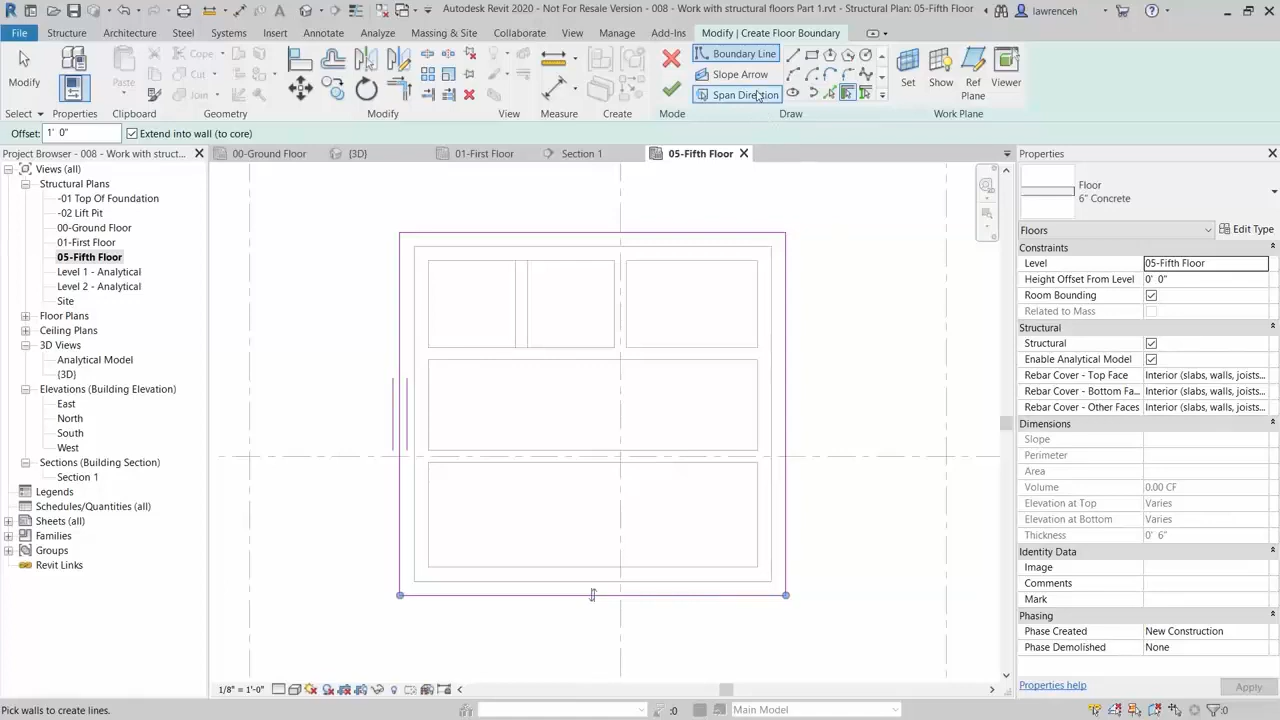 Autodesk Revit 2020 - Not For Resale Version - 008 - Work with structural floors Part 1.rvt - Structural Plan: 05-Fifth Floor
lawrenceh
File Architecture Structure Steel Systems Insert Annotate Analyze Massing & Site Collaborate View Manage Add-Ins Modify | Create Floor Boundary
Modify
Paste
Cope
Cut
Join
Boundary Line
Slope Arrow
Span Direction
Set Show Ref Plane Viewer
Select Properties Clipboard Geometry Modify View Measure Create Mode Draw Work Plane
Offset: 1' 0" Extend into wall (to core)
Project Browser - 008 - Work with struct...
00-Ground Floor {3D} 01-First Floor Section 1 05-Fifth Floor
Properties
Views (all)
Structural Plans
-01 Top Of Foundation
-02 Lift Pit
00-Ground Floor
01-First Floor
05-Fifth Floor
Level 1 - Analytical
Level 2 - Analytical
Site
Floor Plans
Ceiling Plans
3D Views
Analytical Model
{3D}
Elevations (Building Elevation)
East
North
South
West
Sections (Building Section)
Section 1
Legends
Schedules/Quantities (all)
Sheets (all)
Families
Groups
Revit Links
Floor
6" Concrete
Floors Edit Type
Constraints
Level 05-Fifth Floor
Height Offset From Level 0' 0"
Room Bounding
Related to Mass
Structural
Structural
Enable Analytical Model
Rebar Cover - Top Face Interior (slabs, walls, joists...
Rebar Cover - Bottom Fa... Interior (slabs, walls, joists...
Rebar Cover - Other Faces Interior (slabs, walls, joists...
Dimensions
Slope
Perimeter
Area
Volume 0.00 CF
Elevation at Top Varies
Elevation at Bottom Varies
Thickness 0' 6"
Identity Data
Image
Comments
Mark
Phasing
Phase Created New Construction
Phase Demolished None
Properties help Apply
1/8" = 1'-0"
Pick walls to create lines. :0 Main Model :0